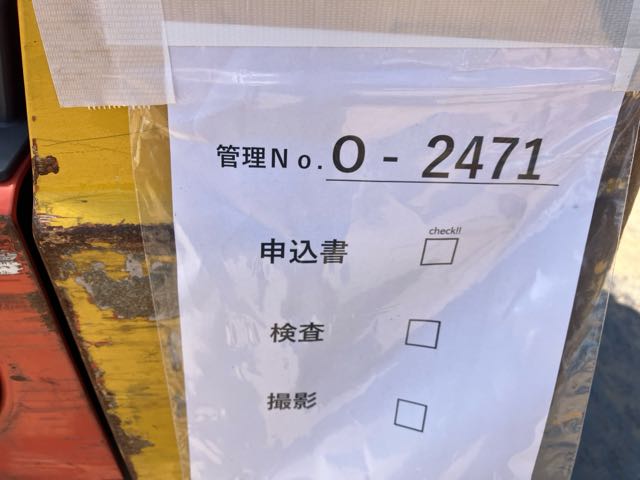 管理No. O - 2471
check!!
申込書 □
検査 □
撮影 □